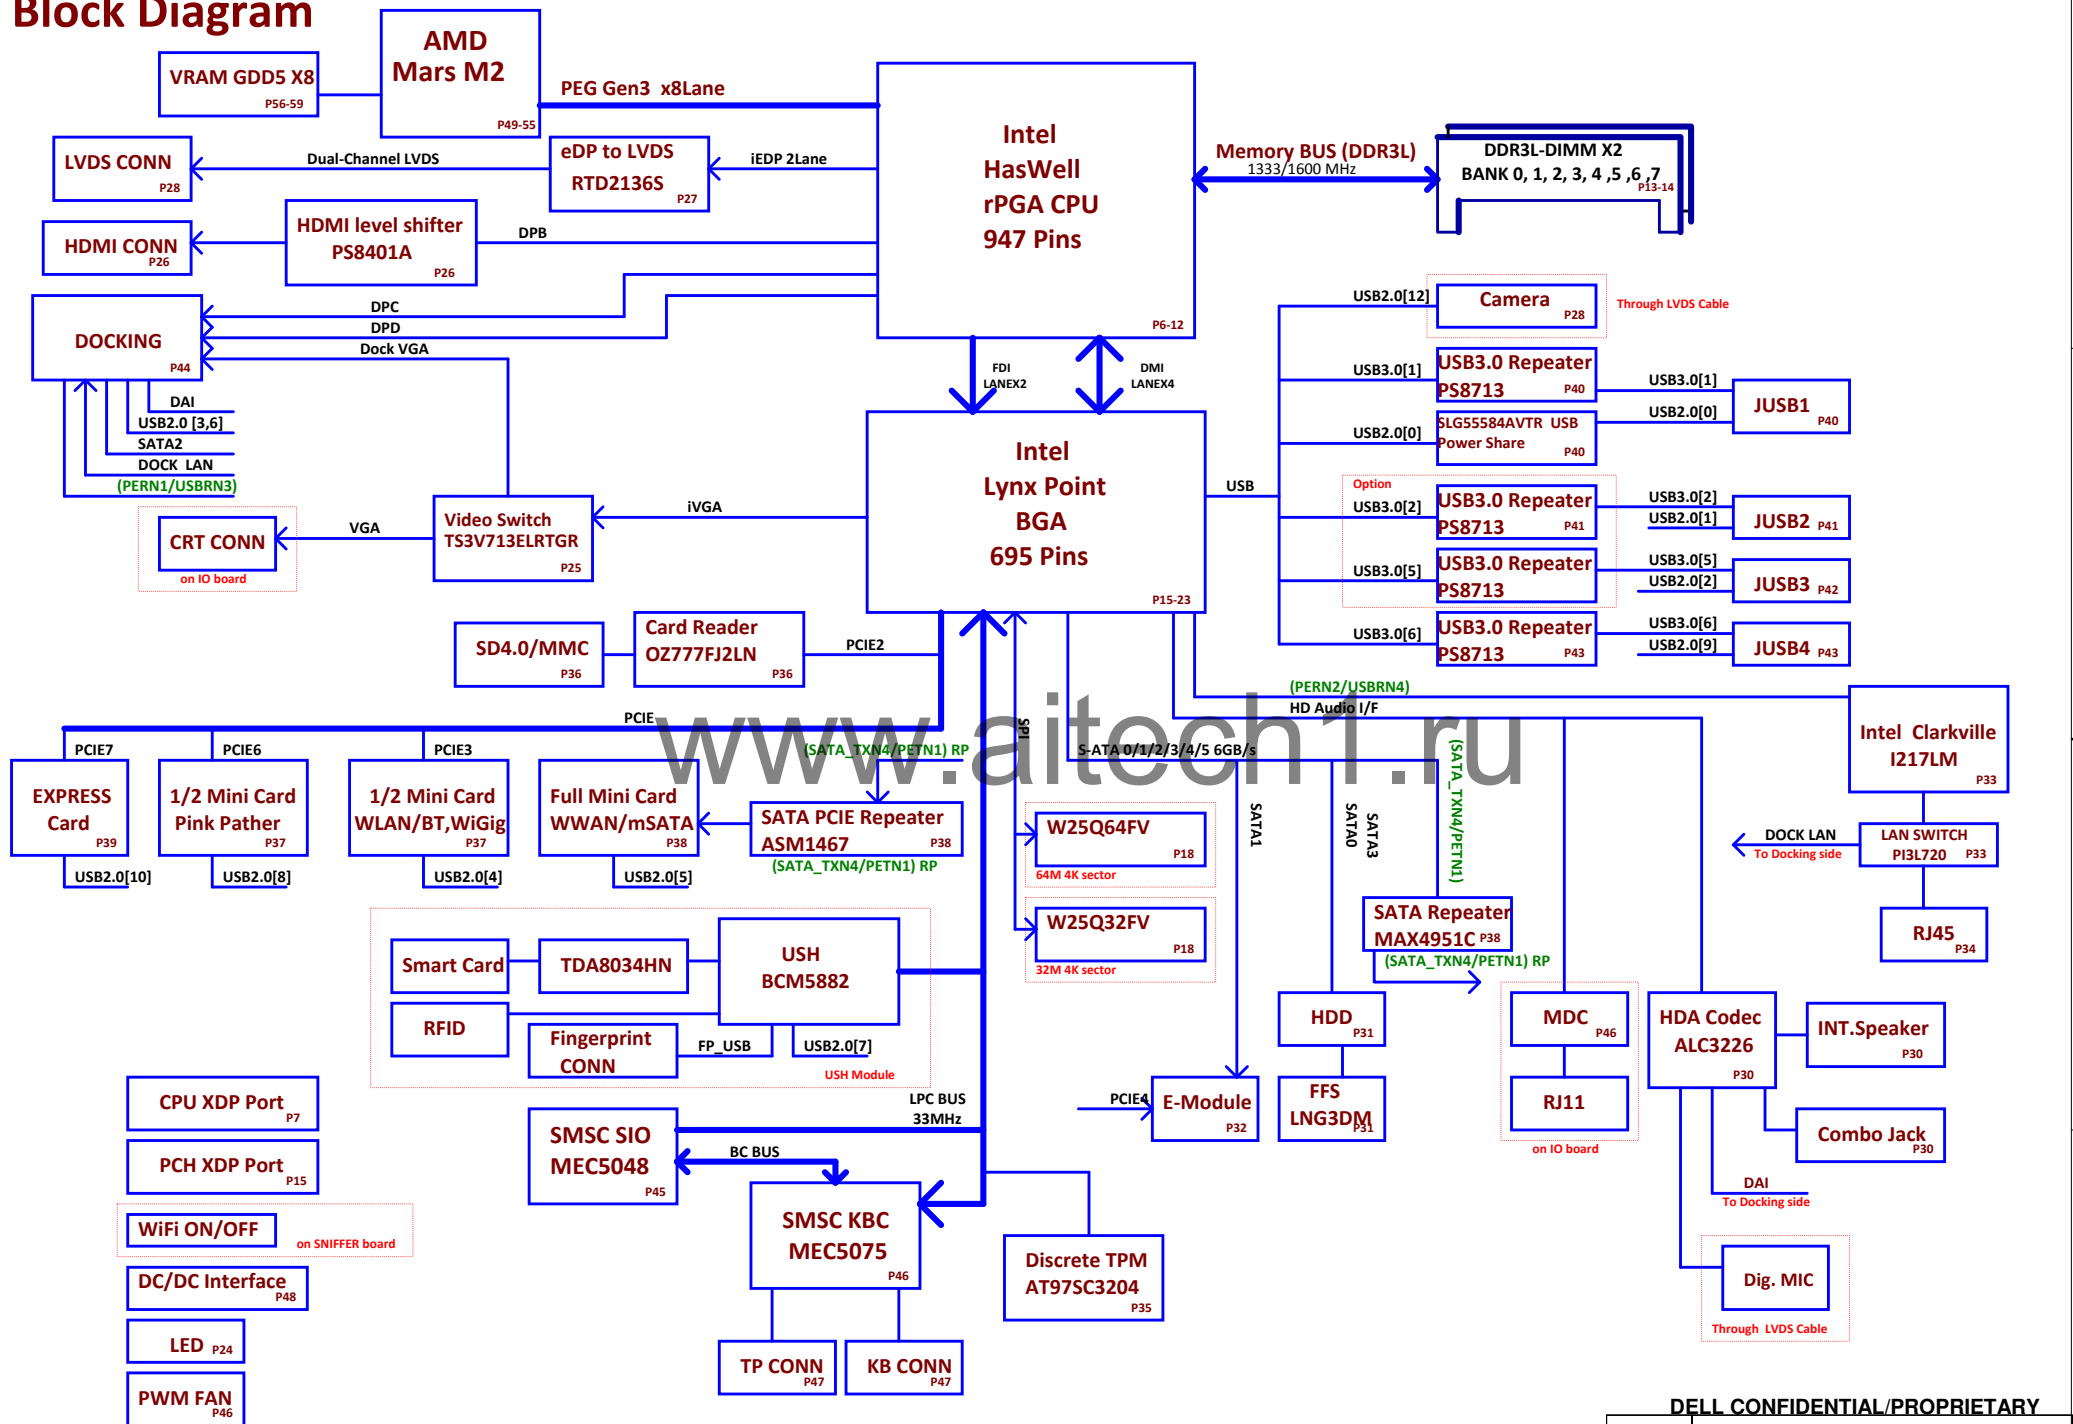 Block Diagram
AMD
Mars M2
P49-55
VRAM GDD5 X8
P56-59
PEG Gen3  x8Lane
Intel
HasWell
rPGA CPU
947 Pins
P6-12
Memory BUS (DDR3L)
1333/1600 MHz
DDR3L-DIMM X2
BANK 0, 1, 2, 3, 4 ,5 ,6 ,7
P13-14
LVDS CONN
P28
Dual-Channel LVDS
eDP to LVDS
RTD2136S
P27
iEDP 2Lane
HDMI CONN
P26
HDMI level shifter
PS8401A
P26
DPB
DOCKING
P44
DPC
DPD
Dock VGA
DAI
USB2.0 [3,6]
SATA2
DOCK  LAN
(PERN1/USBRN3)
FDI
LANEX2
DMI
LANEX4
USB2.0[12]
Camera
P28
Through LVDS Cable
USB3.0[1]
USB3.0 Repeater
PS8713
P40
USB3.0[1]
USB2.0[0]
JUSB1
P40
USB2.0[0]
SLG55584AVTR  USB
Power Share
P40
Intel
Lynx Point
BGA
695 Pins
P15-23
USB
Option
USB3.0[2]
USB3.0 Repeater
PS8713
P41
USB3.0[2]
USB2.0[1]
JUSB2 P41
USB3.0[5]
USB3.0 Repeater
PS8713
USB3.0[5]
USB2.0[2]
JUSB3 P42
USB3.0[6]
USB3.0 Repeater
PS8713
P43
USB3.0[6]
USB2.0[9]
JUSB4 P43
CRT CONN
on IO board
VGA
Video Switch
TS3V713ELRTGR
P25
iVGA
SD4.0/MMC
P36
Card Reader
OZ777FJ2LN
P36
PCIE2
PCIE
(PERN2/USBRN4)
HD Audio I/F
SPI
S-ATA 0/1/2/3/4/5 6GB/s
www.aitech1.ru
Intel  Clarkville
I217LM
P33
PCIE7
EXPRESS
Card
P39
USB2.0[10]
PCIE6
1/2 Mini Card
Pink Pather
P37
USB2.0[8]
PCIE3
1/2 Mini Card
WLAN/BT,WiGig
P37
USB2.0[4]
Full Mini Card
WWAN/mSATA
P38
USB2.0[5]
(SATA_TXN4/PETN1) RP
SATA PCIE Repeater
ASM1467
P38
(SATA_TXN4/PETN1) RP
W25Q64FV
P18
64M 4K sector
W25Q32FV
P18
32M 4K sector
SATA1
SATA0
SATA3
(SATA_TXN4/PETN1)
SATA Repeater
MAX4951C P38
(SATA_TXN4/PETN1) RP
DOCK LAN
To Docking side
LAN SWITCH
PI3L720
P33
RJ45
P34
Smart Card
TDA8034HN
USH
BCM5882
RFID
Fingerprint
CONN
FP_USB
USB2.0[7]
USH Module
HDD
P31
FFS
LNG3DM
P31
PCIE4
E-Module
P32
MDC
P46
RJ11
on IO board
HDA Codec
ALC3226
P30
INT.Speaker
P30
Combo Jack
P30
DAI
To Docking side
Dig. MIC
Through  LVDS Cable
CPU XDP Port
P7
PCH XDP Port
P15
WiFi ON/OFF
on SNIFFER board
DC/DC Interface
P48
LED P24
PWM FAN
P46
LPC BUS
33MHz
SMSC SIO
MEC5048
P45
BC BUS
SMSC KBC
MEC5075
P46
Discrete TPM
AT97SC3204
P35
TP CONN
P47
KB CONN
P47
DELL CONFIDENTIAL/PROPRIETARY